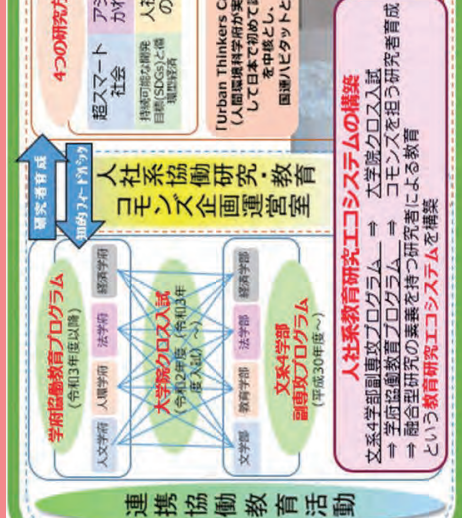 連携協働教育活動
学府協働教育プログラム
(令和3年度以降)
人文学府
人環学府
法学府
経済学府
大学院クロス入試
(令和2年度(令和3年
度入試)~)
文学部
教育学部
法学部
経済学部
文系4学部
副専攻プログラム
(平成30年度~)
研究者育成
知的フィードバック
人社系協働研究・教育
コモンズ企画運営室
4つの研究方
超スマート
社会
持続可能な開発
目標(SDGs)と循
環型経済
アジ
かれ
人社
の
「Urban Thinkers C
(人間環境科学府が実
して日本で初めて
を中核とし、
国連ハビタットと
人社系教育研究エコシステムの構築
文系4学部副専攻プログラム ⇒ 大学院クロス入試
⇒ 学府協働教育プログラム ⇒ コモンズを担う研究者育成
⇒ 融合型研究の素養を持つ研究者による教育
という教育研究エコシステムを構築